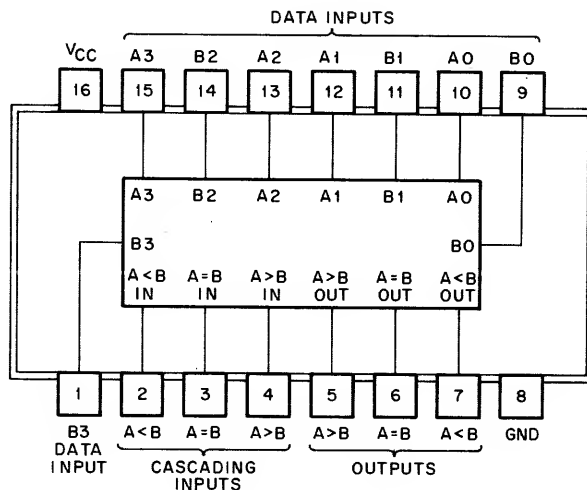 DATA INPUTS
VCC A3 B2 A2 A1 B1 A0 B0
16 15 14 13 12 11 10 9
A3 B2 A2 A1 B1 A0
B3 B0
A<B A=B A>B A>B A=B A<B
IN IN IN OUT OUT OUT
1 2 3 4 5 6 7 8
B3 A<B A=B A>B A>B A=B A<B GND
DATA
INPUT
CASCADING
INPUTS
OUTPUTS